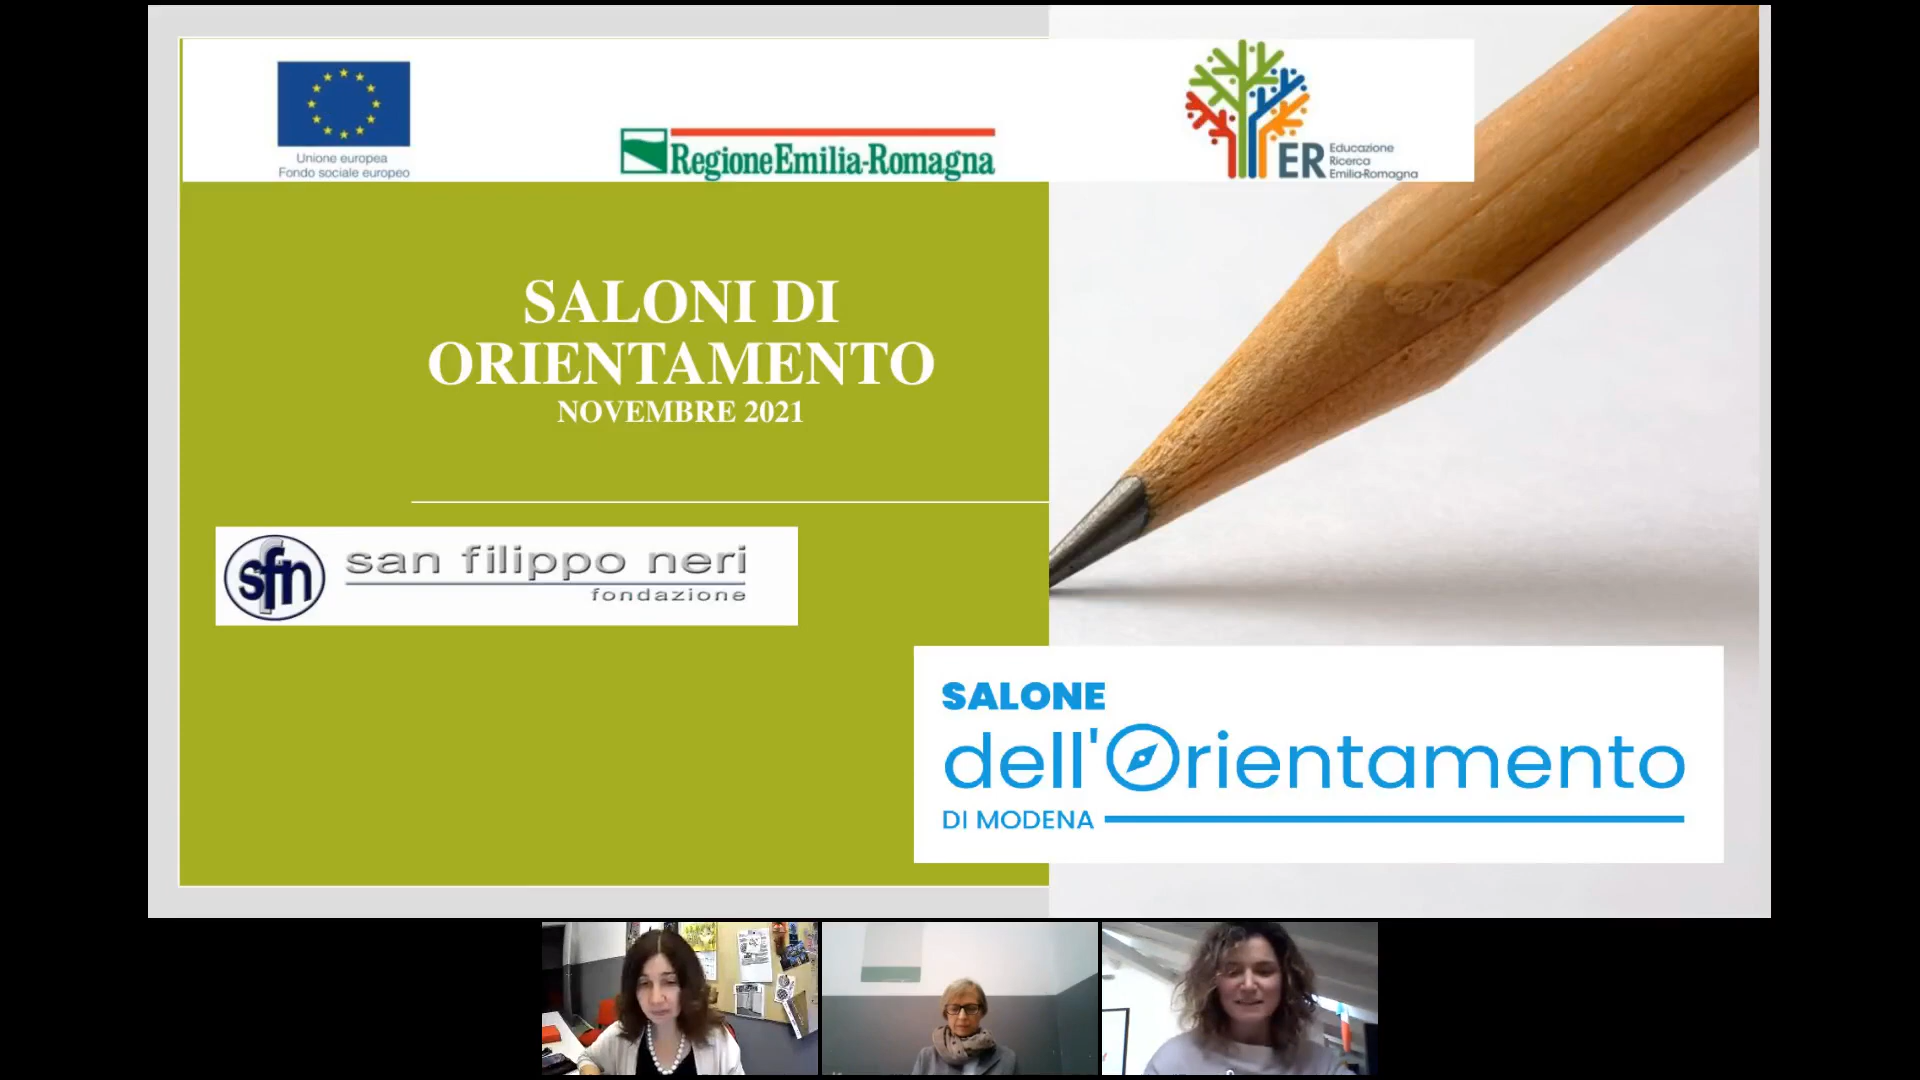 Unione europea
Fondo sociale europeo
RegioneEmilia-Romagna
ER Educazione
Ricerca
Emilia-Romagna
SALONI DI
ORIENTAMENTO
NOVEMBRE 2021
sfn san filippo neri
fondazione
SALONE
dell'Orientamento
DI MODENA